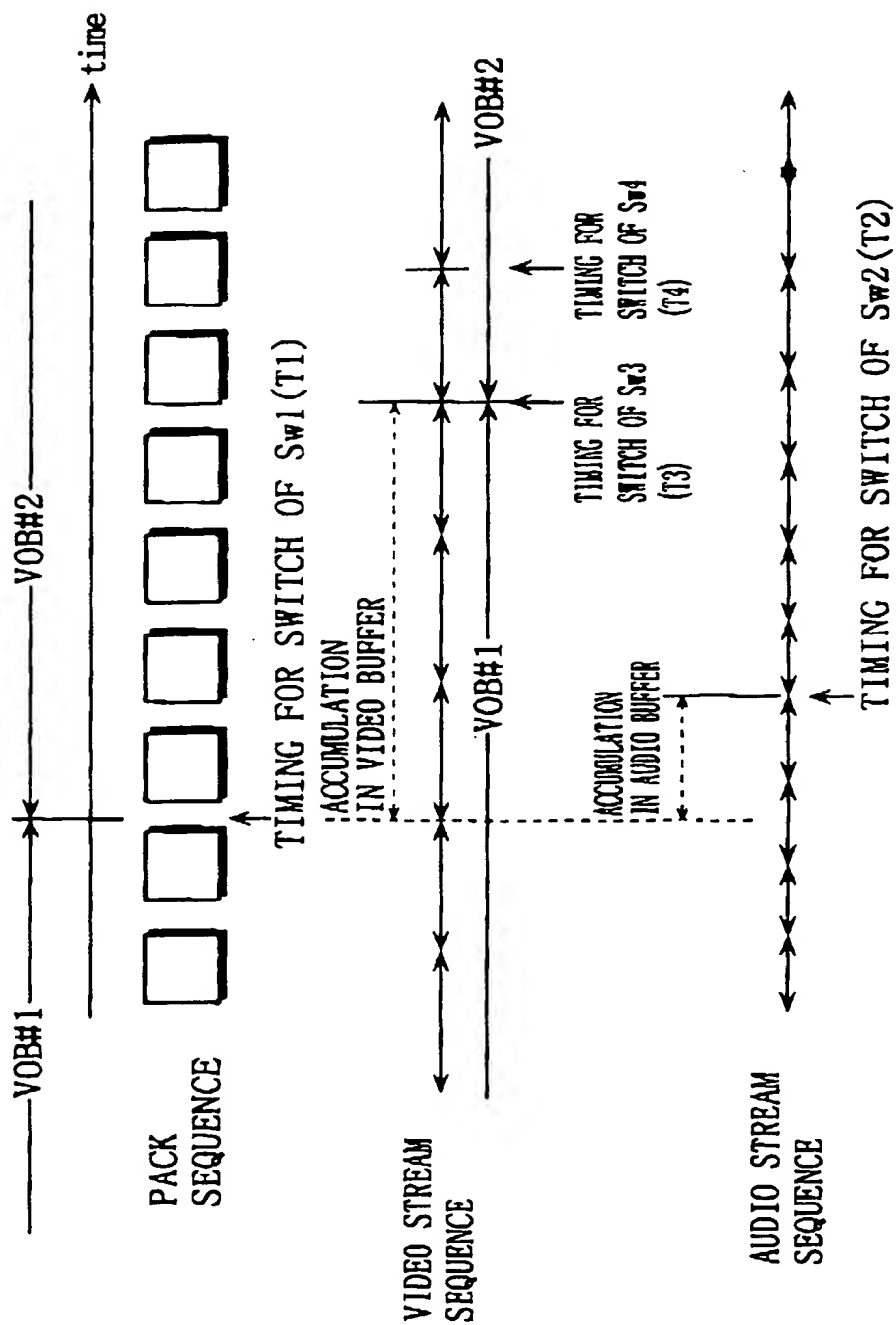 VOB#1
VOB#2
time
PACK
SEQUENCE
TIMING FOR SWITCH OF Sw1(T1)
ACCUMULATION
IN VIDEO BUFFER
VIDEO STREAM
SEQUENCE
VOB#1
VOB#2
TIMING FOR
SWITCH OF Sw3
(T3)
TIMING FOR
SWITCH OF Sw4
(T4)
ACCUMULATION
IN AUDIO BUFFER
AUDIO STREAM
SEQUENCE
TIMING FOR SWITCH OF Sw2(T2)